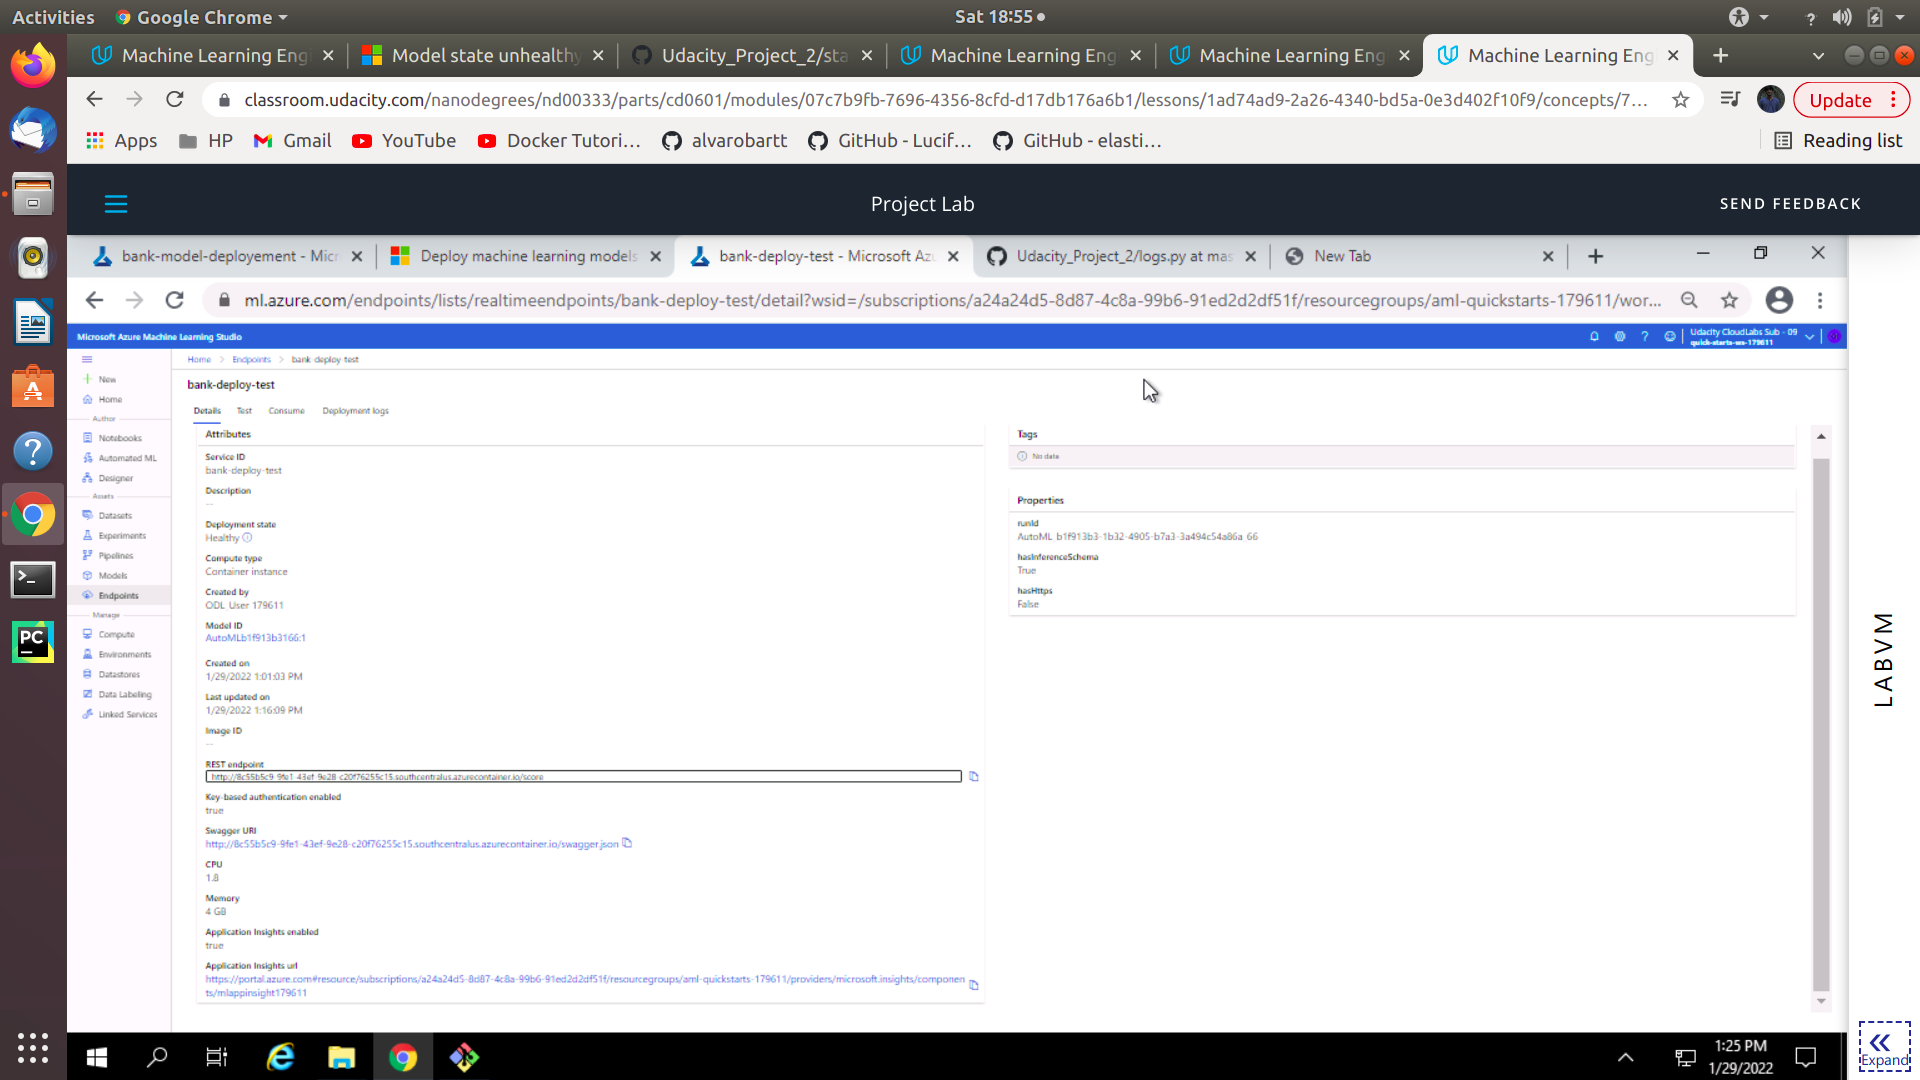 Activities
Google Chrome
Sat 18:55
?
Machine Learning Eng
Model state unhealthy
Udacity_Project_2/sta
Machine Learning Eng
Machine Learning Eng
Machine Learning Eng
classroom.udacity.com/nanodegrees/nd00333/parts/cd0601/modules/07c7b9fb-7696-4356-8cfd-d17db176a6b1/lessons/1ad74ad9-2a26-4340-bd5a-0e3d402f10f9/concepts/7...
Update
Apps
HP
Gmail
YouTube
Docker Tutori...
alvarobartt
GitHub - Lucif...
GitHub - elasti...
Reading list
Project Lab
SEND FEEDBACK
bank-model-deployement - Micr
Deploy machine learning models
bank-deploy-test - Microsoft Azu
Udacity_Project_2/logs.py at mas
New Tab
ml.azure.com/endpoints/lists/realtimeendpoints/bank-deploy-test/detail?wsid=/subscriptions/a24a24d5-8d87-4c8a-99b6-91ed2d2df51f/resourcegroups/aml-quickstarts-179611/wor...
Microsoft Azure Machine Learning Studio
?
Udacity CloudLabs Sub - 09
quick-starts-ws-179611
Home > Endpoints > bank-deploy-test
New
Home
Author
Notebooks
Automated ML
Designer
Assets
Datasets
Experiments
Pipelines
Models
Endpoints
Manage
Compute
Environments
Datastores
Data Labeling
Linked Services
bank-deploy-test
Details
Test
Consume
Deployment logs
Attributes
Service ID
bank-deploy-test
Description
--
Deployment state
Healthy
Compute type
Container instance
Created by
ODL_User 179611
Model ID
AutoMLb1f913b3166:1
Created on
1/29/2022 1:01:03 PM
Last updated on
1/29/2022 1:16:09 PM
Image ID
--
REST endpoint
http://8c55b5c9-9fe1-43ef-9e28-c20f76255c15.southcentralus.azurecontainer.io/score
Key-based authentication enabled
true
Swagger URI
http://8c55b5c9-9fe1-43ef-9e28-c20f76255c15.southcentralus.azurecontainer.io/swagger.json
CPU
1.8
Memory
4 GB
Application Insights enabled
true
Application Insights url
https://portal.azure.com#resource/subscriptions/a24a24d5-8d87-4c8a-99b6-91ed2d2df51f/resourcegroups/aml-quickstarts-179611/providers/microsoft.insights/componen
ts/mlappinsight179611
Tags
No data
Properties
runId
AutoML_b1f913b3-1b32-4905-b7a3-3a494c54a86a_66
hasInferenceSchema
True
hasHttps
False
LABVM
Expand
PC
1:25 PM
1/29/2022